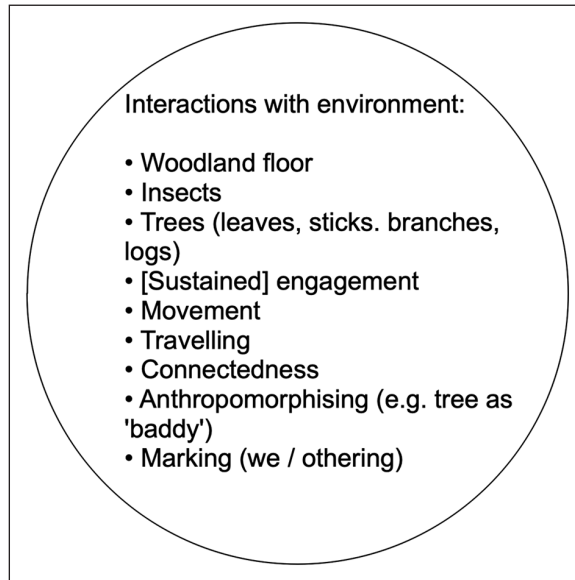 Interactions with environment:
• Woodland floor
• Insects
• Trees (leaves, sticks. branches,
logs)
• [Sustained] engagement
• Movement
• Travelling
• Connectedness
• Anthropomorphising (e.g. tree as
'baddy')
• Marking (we / othering)